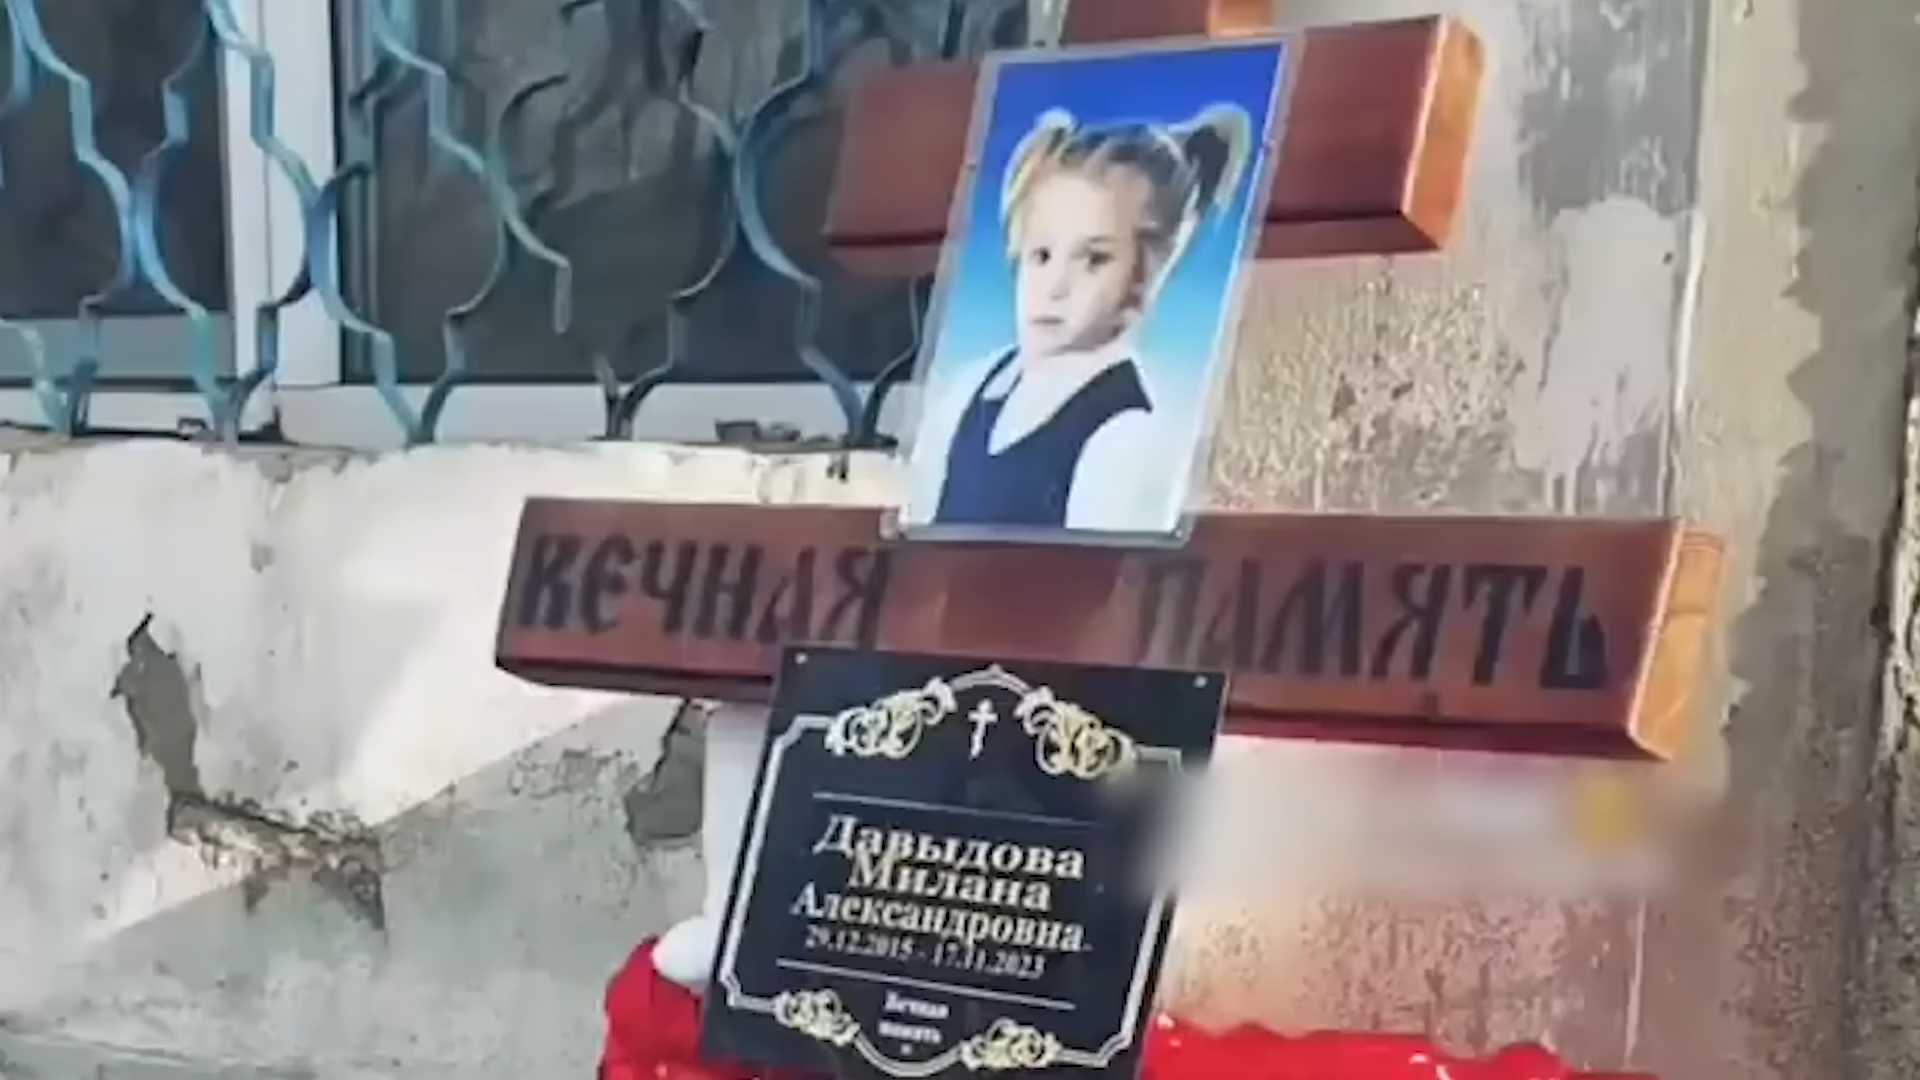 ВЕЧНАЯ ПАМЯТЬ
Давыдова
Милана
Александровна
29.12.2015 - 17.11.2023
Вечная
память